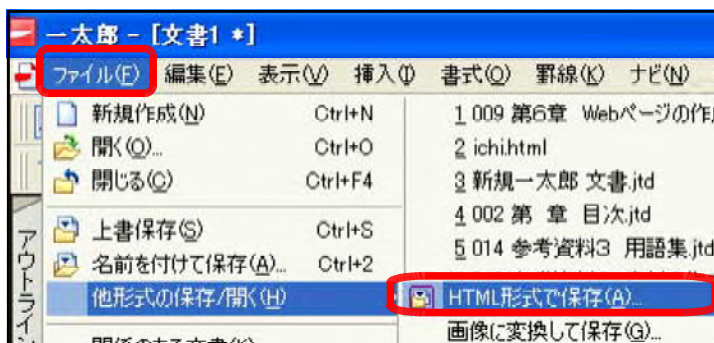 一太郎 - [文書1 *]
ファイル(F) 編集(E) 表示(V) 挿入(I) 書式(O) 罫線(K) ナビ(N)
新規作成(N) Ctrl+N
開く(O)... Ctrl+O
閉じる(C) Ctrl+F4
上書保存(S) Ctrl+S
名前を付けて保存(A)... Ctrl+2
他形式の保存/開く(H)
1 009 第6章 Webページの作
2 ichi.html
3 新規一太郎 文書.jtd
4 002 第 章 目次.jtd
5 014 参考資料3 用語集.jtd
HTML形式で保存(A)...
画像に変換して保存(G)...
アウトライン